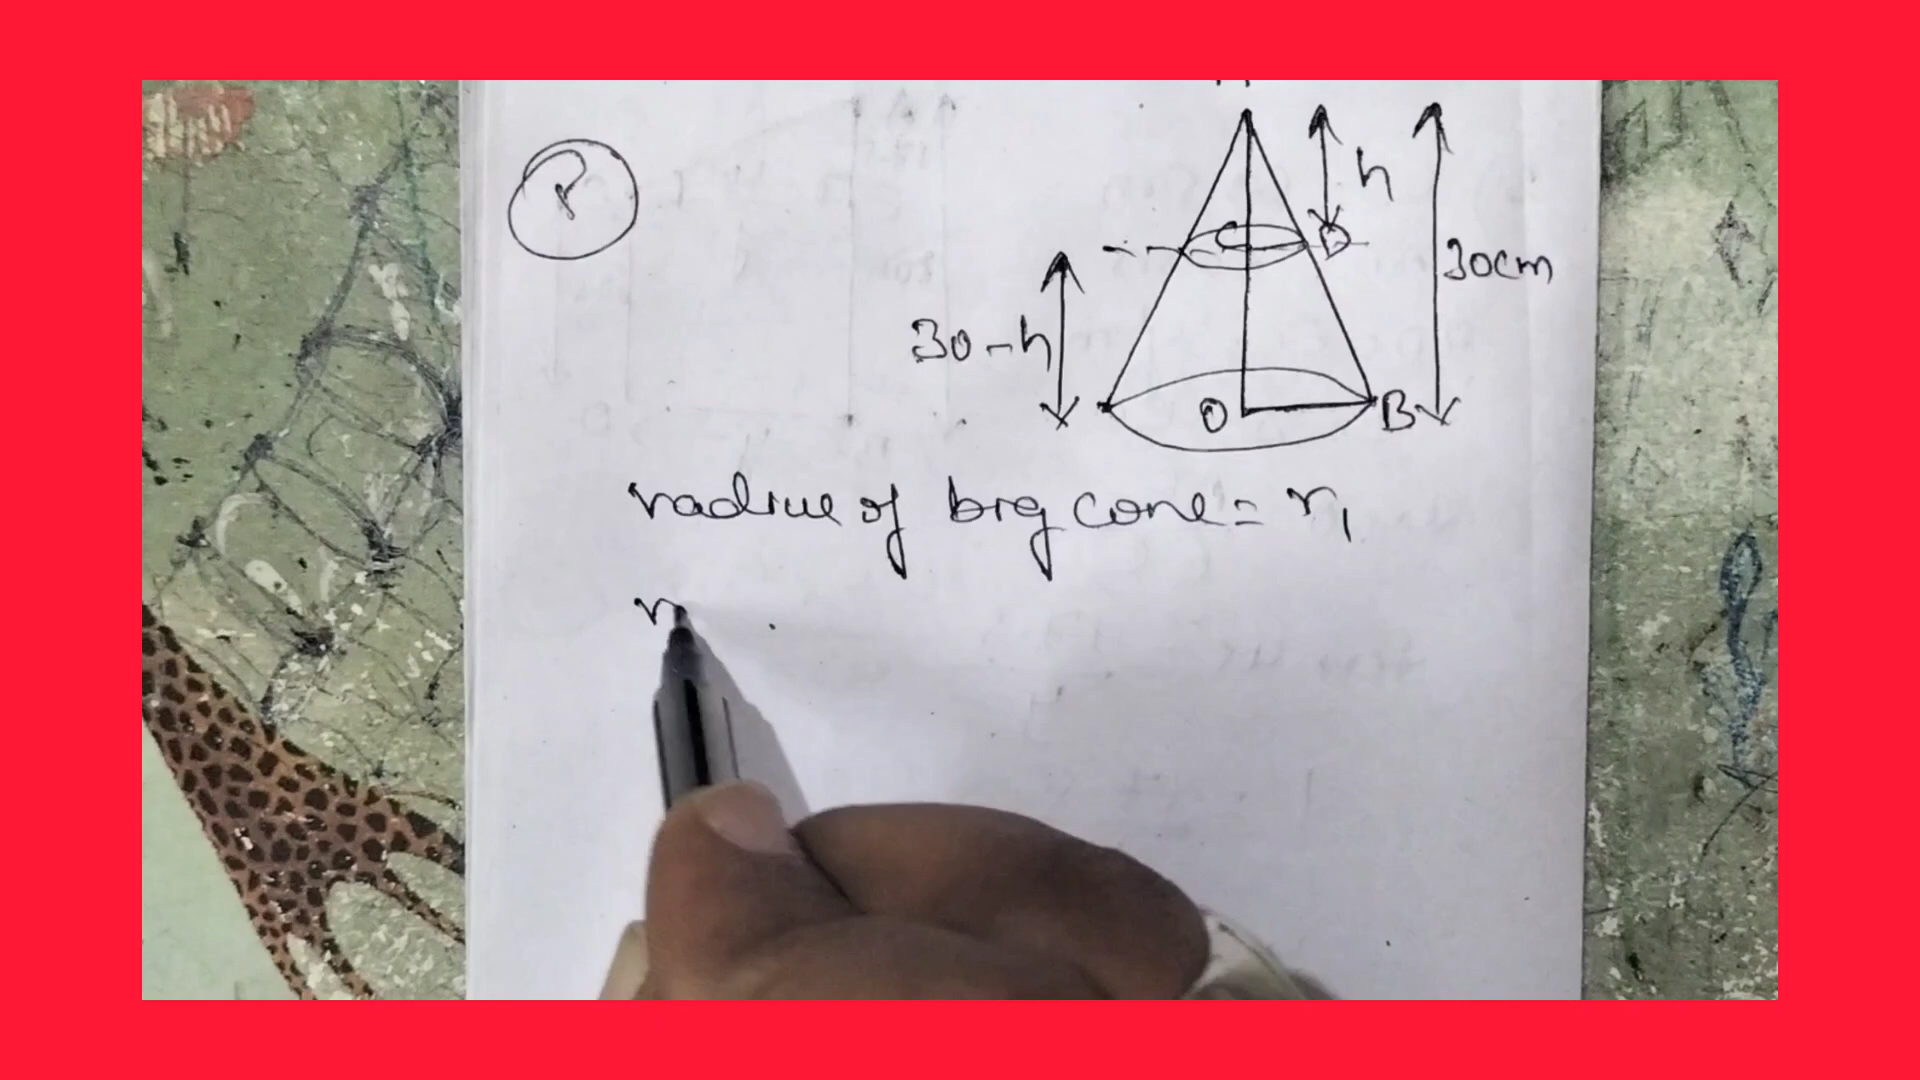 h
C
D
30cm
30-h
O
B
radius of big cone = r₁
r